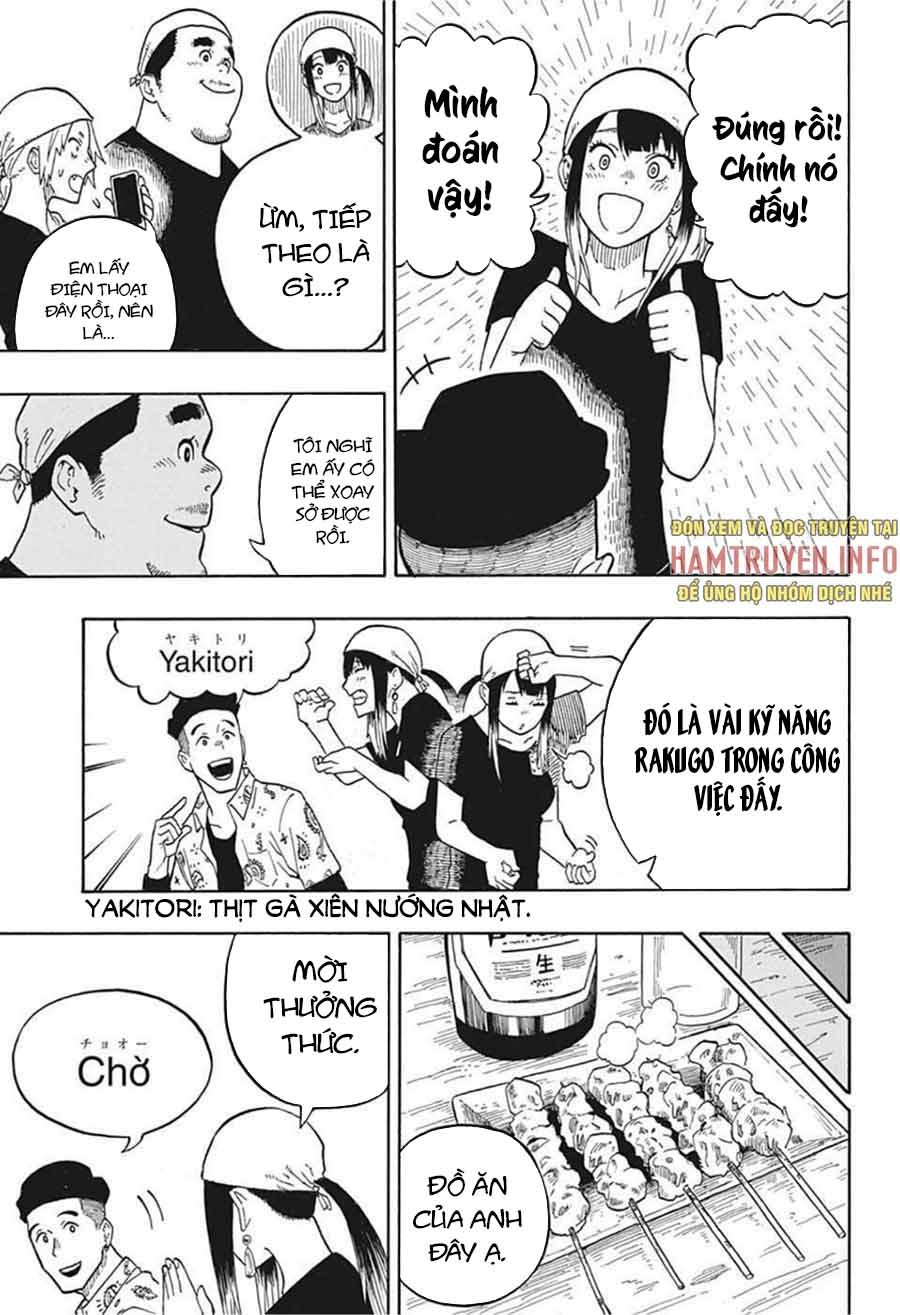 Đúng rồi!
Chính nó
đấy!
Mình
đoán
vậy!
ỪM, TIẾP
THEO LÀ
GÌ...?
EM LẤY
ĐIỆN THOẠI
ĐÂY RỒI, NÊN
LÀ...
TÔI NGHĨ
EM ẤY CÓ
THỂ XOAY
SỞ ĐƯỢC
RỒI.
ĐÓN XEM VÀ ĐỌC TRUYỆN TẠI
HAMTRUYEN.INFO
ĐỂ ỦNG HỘ NHÓM DỊCH NHÉ
ĐÓ LÀ VÀI KỸ NĂNG
RAKUGO TRONG CÔNG
VIỆC ĐẤY.
ヤキトリ
Yakitori
YAKITORI: THỊT GÀ XIÊN NƯỚNG NHẬT.
生
ĐỒ ĂN
CỦA ANH
ĐÂY Ạ.
MỜI
THƯỞNG
THỨC.
チョオー
Chờ